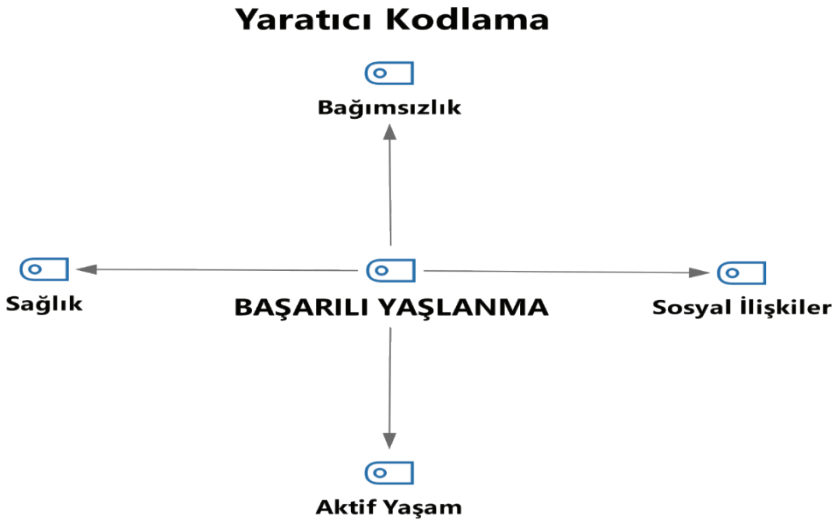 Yaratıcı Kodlama
Bağımsızlık
Sağlık
BAŞARILI YAŞLANMA
Sosyal İlişkiler
Aktif Yaşam